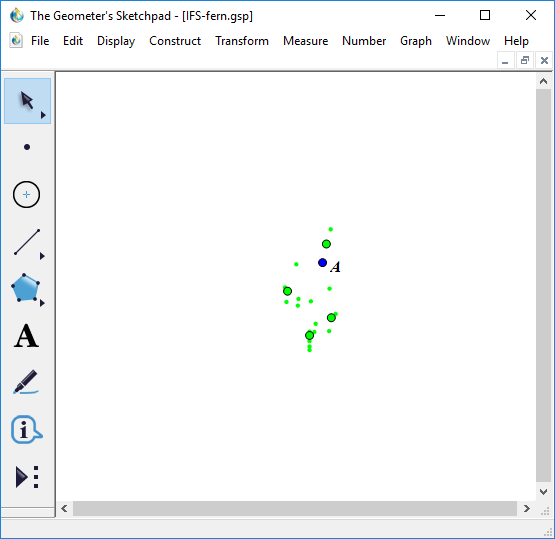 The Geometer's Sketchpad - [IFS-fern.gsp]
File Edit Display Construct Transform Measure Number Graph Window Help
A
A